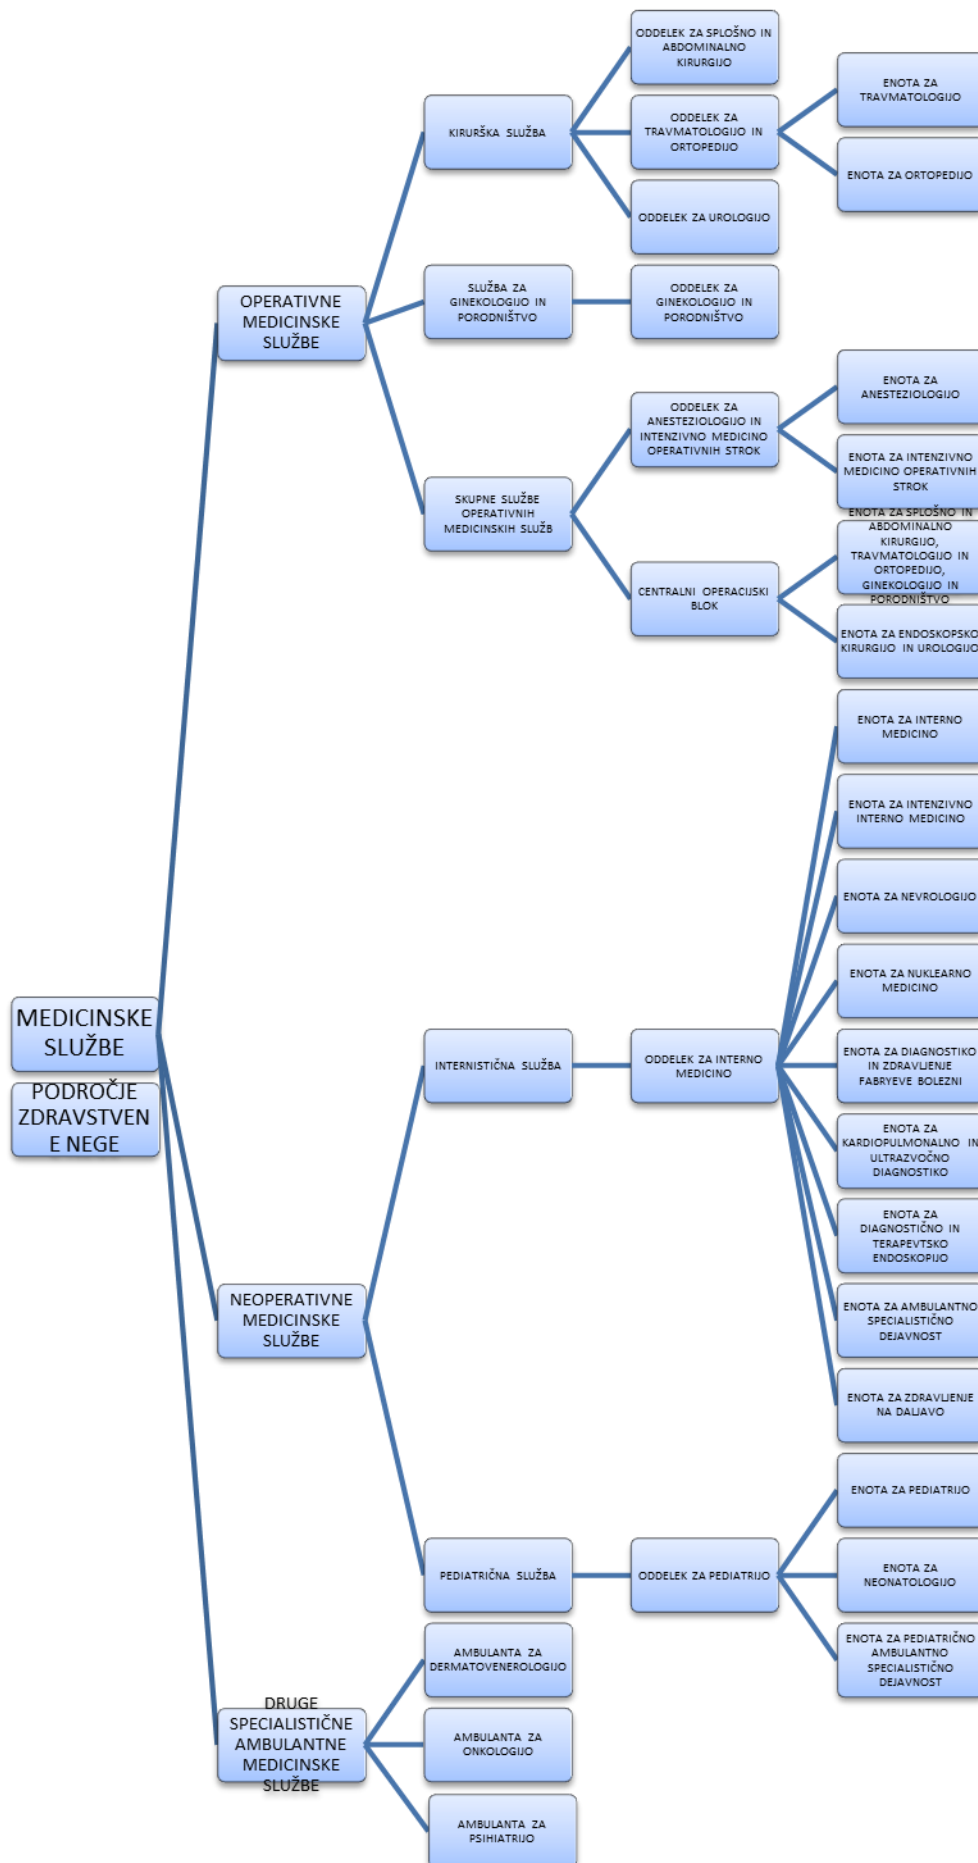 MEDICINSKE
SLUŽBE
PODROČJE
ZDRAVSTVEN
E NEGE
OPERATIVNE
MEDICINSKE
SLUŽBE
KIRURŠKA SLUŽBA
ODDELEK ZA SPLOŠNO IN
ABDOMINALNO
KIRURGIJO
ODDELEK ZA
TRAVMATOLOGIJO IN
ORTOPEDIJO
ENOTA ZA
TRAVMATOLOGIJO
ENOTA ZA ORTOPEDIJO
ODDELEK ZA UROLOGIJO
SLUŽBA ZA
GINEKOLOGIJO IN
PORODNIŠTVO
ODDELEK ZA
GINEKOLOGIJO IN
PORODNIŠTVO
SKUPNE SLUŽBE
OPERATIVNIH
MEDICINSKIH SLUŽB
ODDELEK ZA
ANESTEZIOLOGIJO IN
INTENZIVNO MEDICINO
OPERATIVNIH STROK
ENOTA ZA
ANESTEZIOLOGIJO
ENOTA ZA INTENZIVNO
MEDICINO OPERATIVNIH
STROK
CENTRALNI OPERACIJSKI
BLOK
ENOTA ZA SPLOŠNO IN
ABDOMINALNO
KIRURGIJO,
TRAVMATOLOGIJO IN
ORTOPEDIJO,
GINEKOLOGIJO IN
PORODNIŠTVO
ENOTA ZA ENDOSKOPSKO
KIRURGIJO IN UROLOGIJO
NEOPERATIVNE
MEDICINSKE
SLUŽBE
INTERNISTIČNA SLUŽBA
ODDELEK ZA INTERNO
MEDICINO
ENOTA ZA INTERNO
MEDICINO
ENOTA ZA INTENZIVNO
INTERNO MEDICINO
ENOTA ZA NEVROLOGIJO
ENOTA ZA NUKLEARNO
MEDICINO
ENOTA ZA DIAGNOSTIKO
IN ZDRAVLJENJE
FABRYEVE BOLEZNI
ENOTA ZA
KARDIOPULMONALNO IN
ULTRAZVOČNO
DIAGNOSTIKO
ENOTA ZA
DIAGNOSTIČNO IN
TERAPEVTSKO
ENDOSKOPIJO
ENOTA ZA AMBULANTNO
SPECIALISTIČNO
DEJAVNOST
ENOTA ZA ZDRAVLJENJE
NA DALJAVO
PEDIATRIČNA SLUŽBA
ODDELEK ZA PEDIATRIJO
ENOTA ZA PEDIATRIJO
ENOTA ZA
NEONATOLOGIJO
ENOTA ZA PEDIATRIČNO
AMBULANTNO
SPECIALISTIČNO
DEJAVNOST
DRUGE
SPECIALISTIČNE
AMBULANTNE
MEDICINSKE
SLUŽBE
AMBULANTA ZA
DERMATOVENEROLOGIJO
AMBULANTA ZA
ONKOLOGIJO
AMBULANTA ZA
PSIHIATRIJO